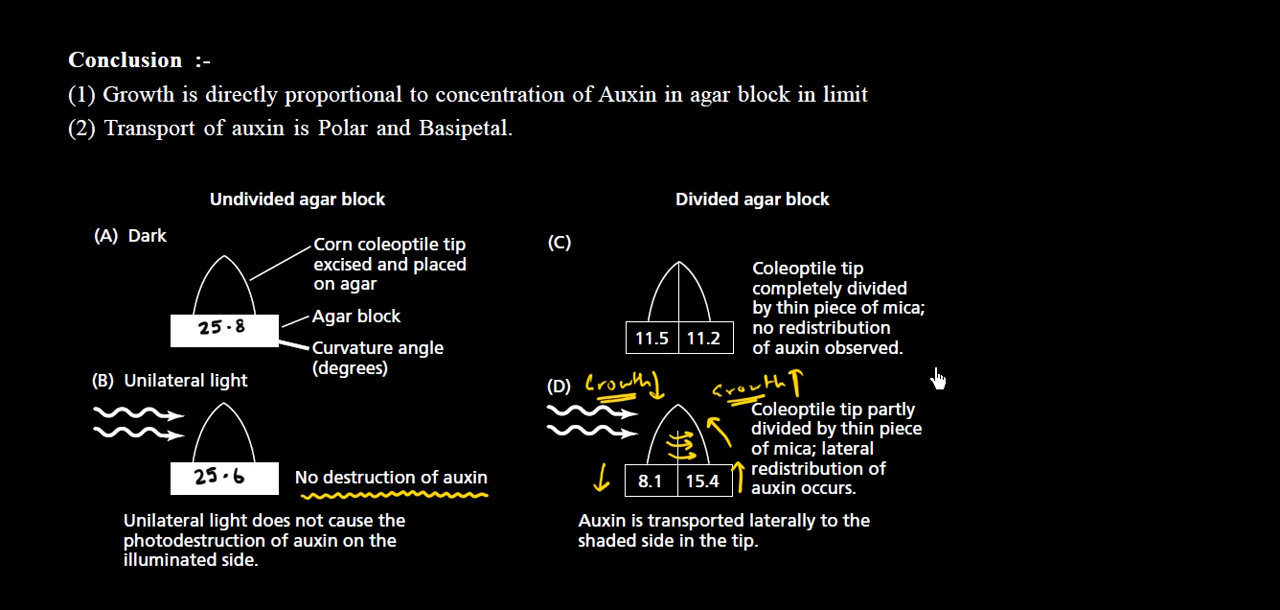 Conclusion :-
(1) Growth is directly proportional to concentration of Auxin in agar block in limit
(2) Transport of auxin is Polar and Basipetal.
Undivided agar block
(A) Dark
Corn coleoptile tip
excised and placed
on agar
25.8
Agar block
Curvature angle
(degrees)
(B) Unilateral light
25.6
No destruction of auxin
Unilateral light does not cause the
photodestruction of auxin on the
illuminated side.
Divided agar block
(C)
Coleoptile tip
completely divided
by thin piece of mica;
no redistribution
of auxin observed.
11.5 11.2
(D) Growth↓ Growth↑
Coleoptile tip partly
divided by thin piece
of mica; lateral
redistribution of
auxin occurs.
8.1 15.4
Auxin is transported laterally to the
shaded side in the tip.